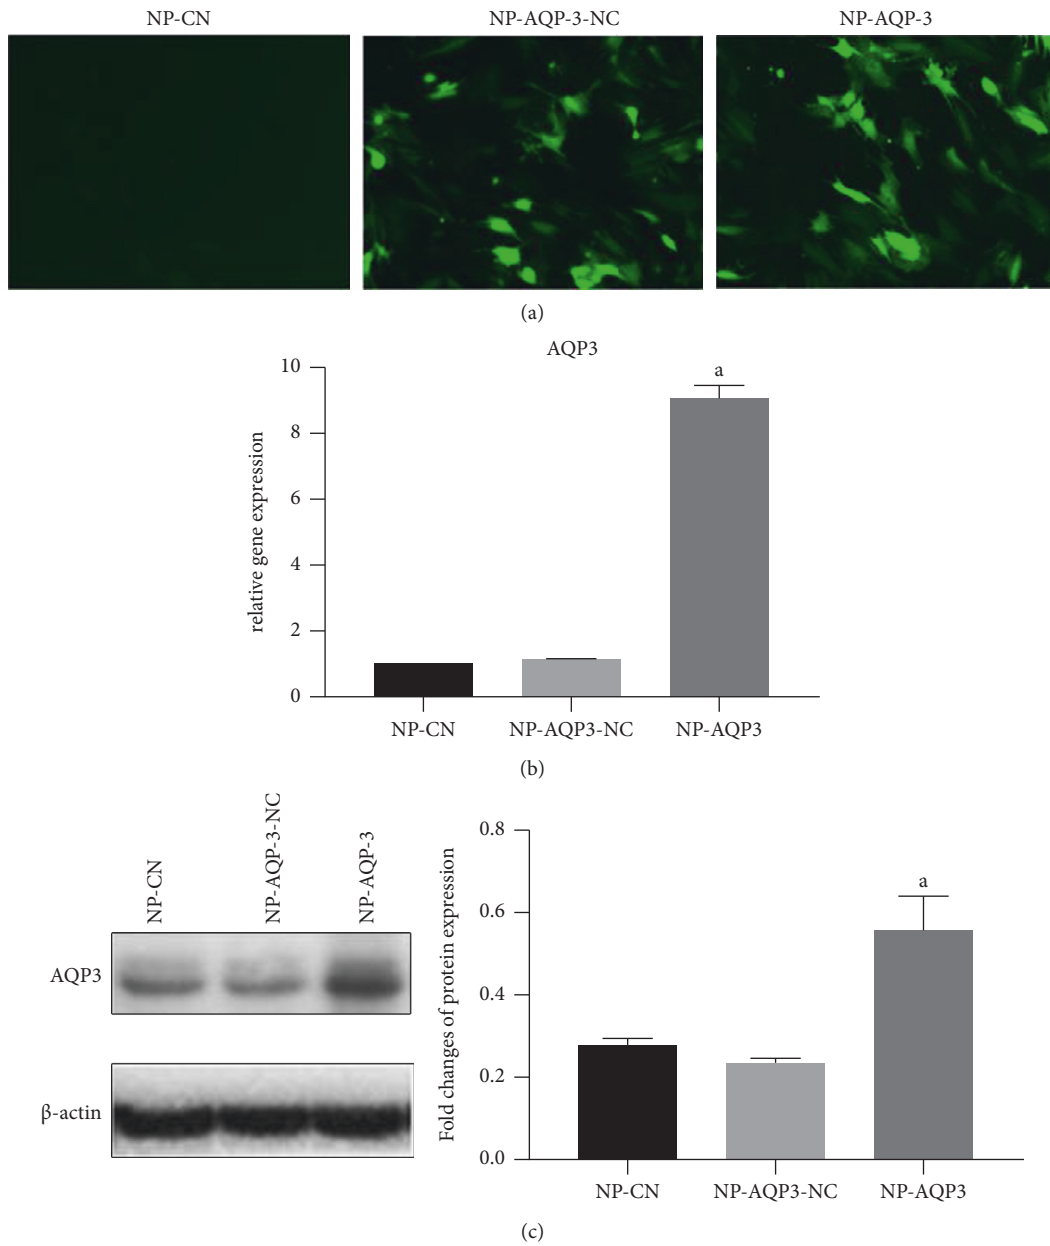 NP-CN
NP-AQP-3-NC
NP-AQP-3
(a)
AQP3
relative gene expression
10
8
6
4
2
0
a
NP-CN
NP-AQP3-NC
NP-AQP3
(b)
NP-CN
NP-AQP-3-NC
NP-AQP-3
AQP3
β-actin
Fold changes of protein expression
0.8
0.6
0.4
0.2
0.0
a
NP-CN
NP-AQP3-NC
NP-AQP3
(c)